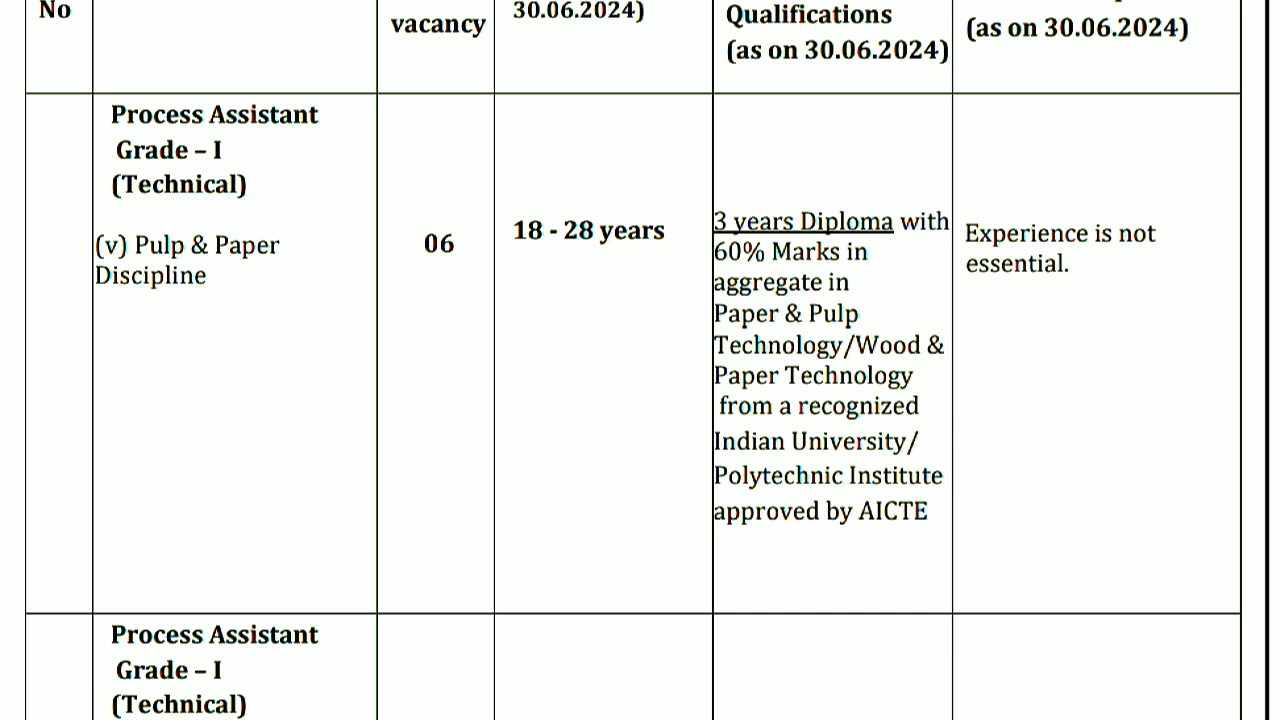 No
vacancy
30.06.2024)
Qualifications
(as on 30.06.2024)
(as on 30.06.2024)
Process Assistant
Grade – I
(Technical)
(v) Pulp & Paper
Discipline
06
18 - 28 years
3 years Diploma with
60% Marks in
aggregate in
Paper & Pulp
Technology/Wood &
Paper Technology
from a recognized
Indian University/
Polytechnic Institute
approved by AICTE
Experience is not
essential.
Process Assistant
Grade – I
(Technical)